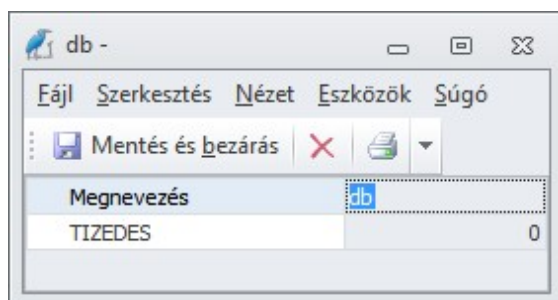 db -
Fájl Szerkesztés Nézet Eszközök Súgó
Mentés és bezárás
Megnevezés db
TIZEDES 0